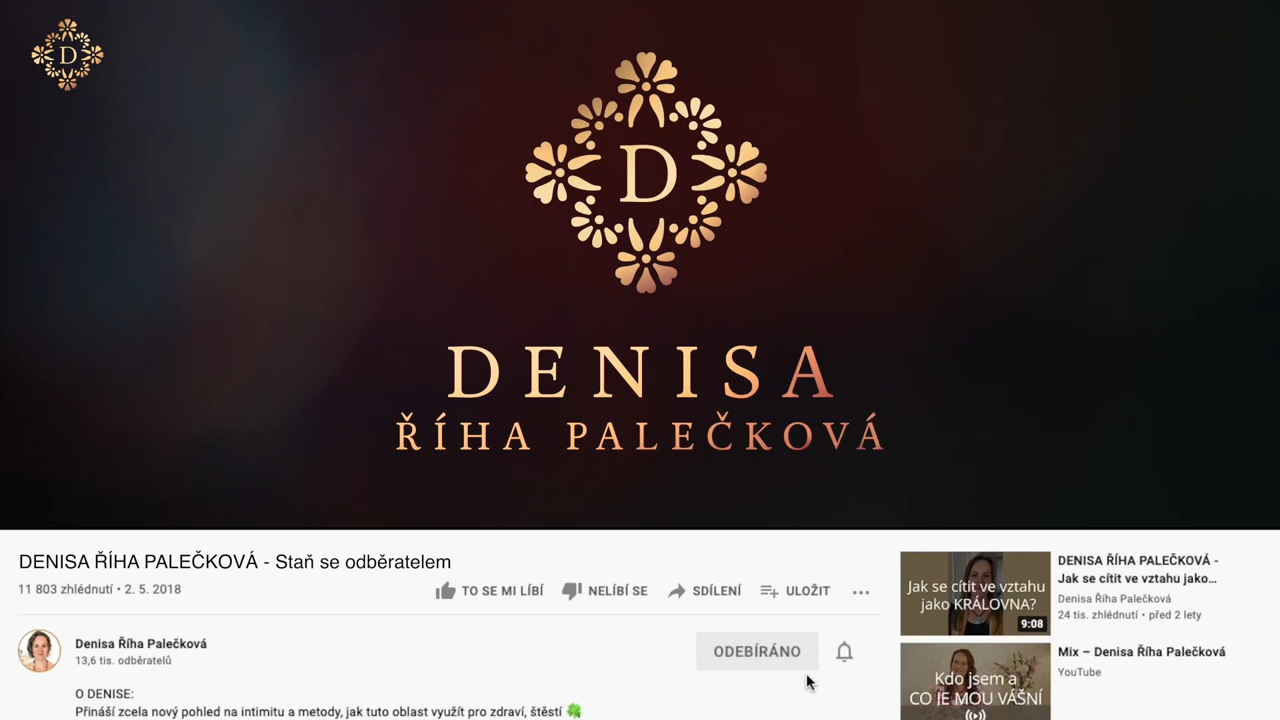 D
D
DENISA
ŘÍHA PALEČKOVÁ
DENISA ŘÍHA PALEČKOVÁ - Staň se odběratelem
11 803 zhlédnutí • 2. 5. 2018
TO SE MI LÍBÍ
NELÍBÍ SE
SDÍLENÍ
ULOŽIT
Denisa Říha Palečková
13,6 tis. odběratelů
ODEBÍRÁNO
O DENISE:
Přináší zcela nový pohled na intimitu a metody, jak tuto oblast využít pro zdraví, štěstí 🍀
Jak se cítit ve vztahu
jako KRÁLOVNA?
9:08
DENISA ŘÍHA PALEČKOVÁ -
Jak se cítit ve vztahu jako...
Denisa Říha Palečková
24 tis. zhlédnutí • před 2 lety
Kdo jsem a
CO JE MOU VÁŠNÍ
Mix – Denisa Říha Palečková
YouTube